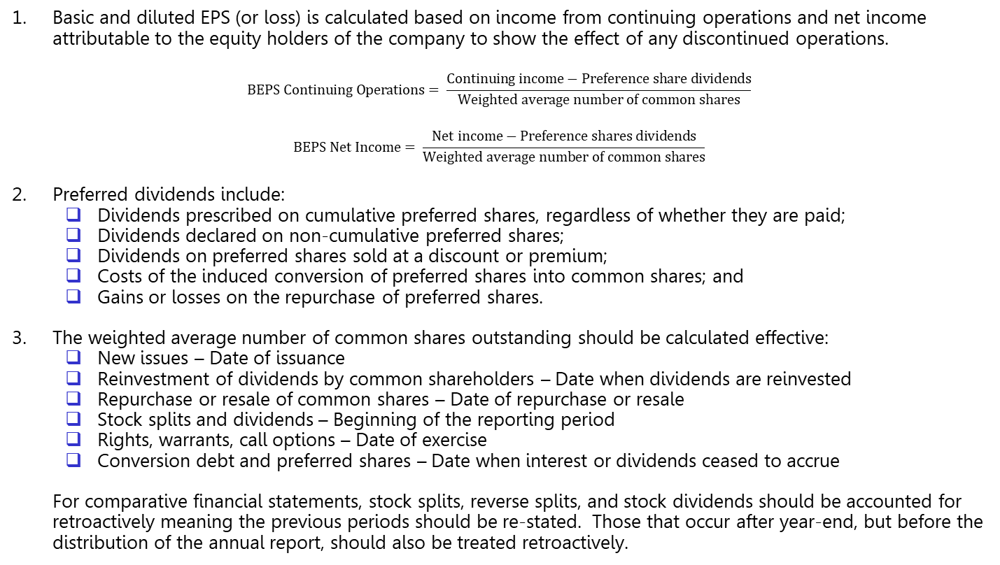 1. Basic and diluted EPS (or loss) is calculated based on income from continuing operations and net income
attributable to the equity holders of the company to show the effect of any discontinued operations.
BEPS Continuing Operations = Continuing income – Preference share dividends
Weighted average number of common shares
BEPS Net Income = Net income – Preference shares dividends
Weighted average number of common shares
2. Preferred dividends include:
❑ Dividends prescribed on cumulative preferred shares, regardless of whether they are paid;
❑ Dividends declared on non-cumulative preferred shares;
❑ Dividends on preferred shares sold at a discount or premium;
❑ Costs of the induced conversion of preferred shares into common shares; and
❑ Gains or losses on the repurchase of preferred shares.
3. The weighted average number of common shares outstanding should be calculated effective:
❑ New issues – Date of issuance
❑ Reinvestment of dividends by common shareholders – Date when dividends are reinvested
❑ Repurchase or resale of common shares – Date of repurchase or resale
❑ Stock splits and dividends – Beginning of the reporting period
❑ Rights, warrants, call options – Date of exercise
❑ Conversion debt and preferred shares – Date when interest or dividends ceased to accrue
For comparative financial statements, stock splits, reverse splits, and stock dividends should be accounted for
retroactively meaning the previous periods should be re-stated. Those that occur after year-end, but before the
distribution of the annual report, should also be treated retroactively.